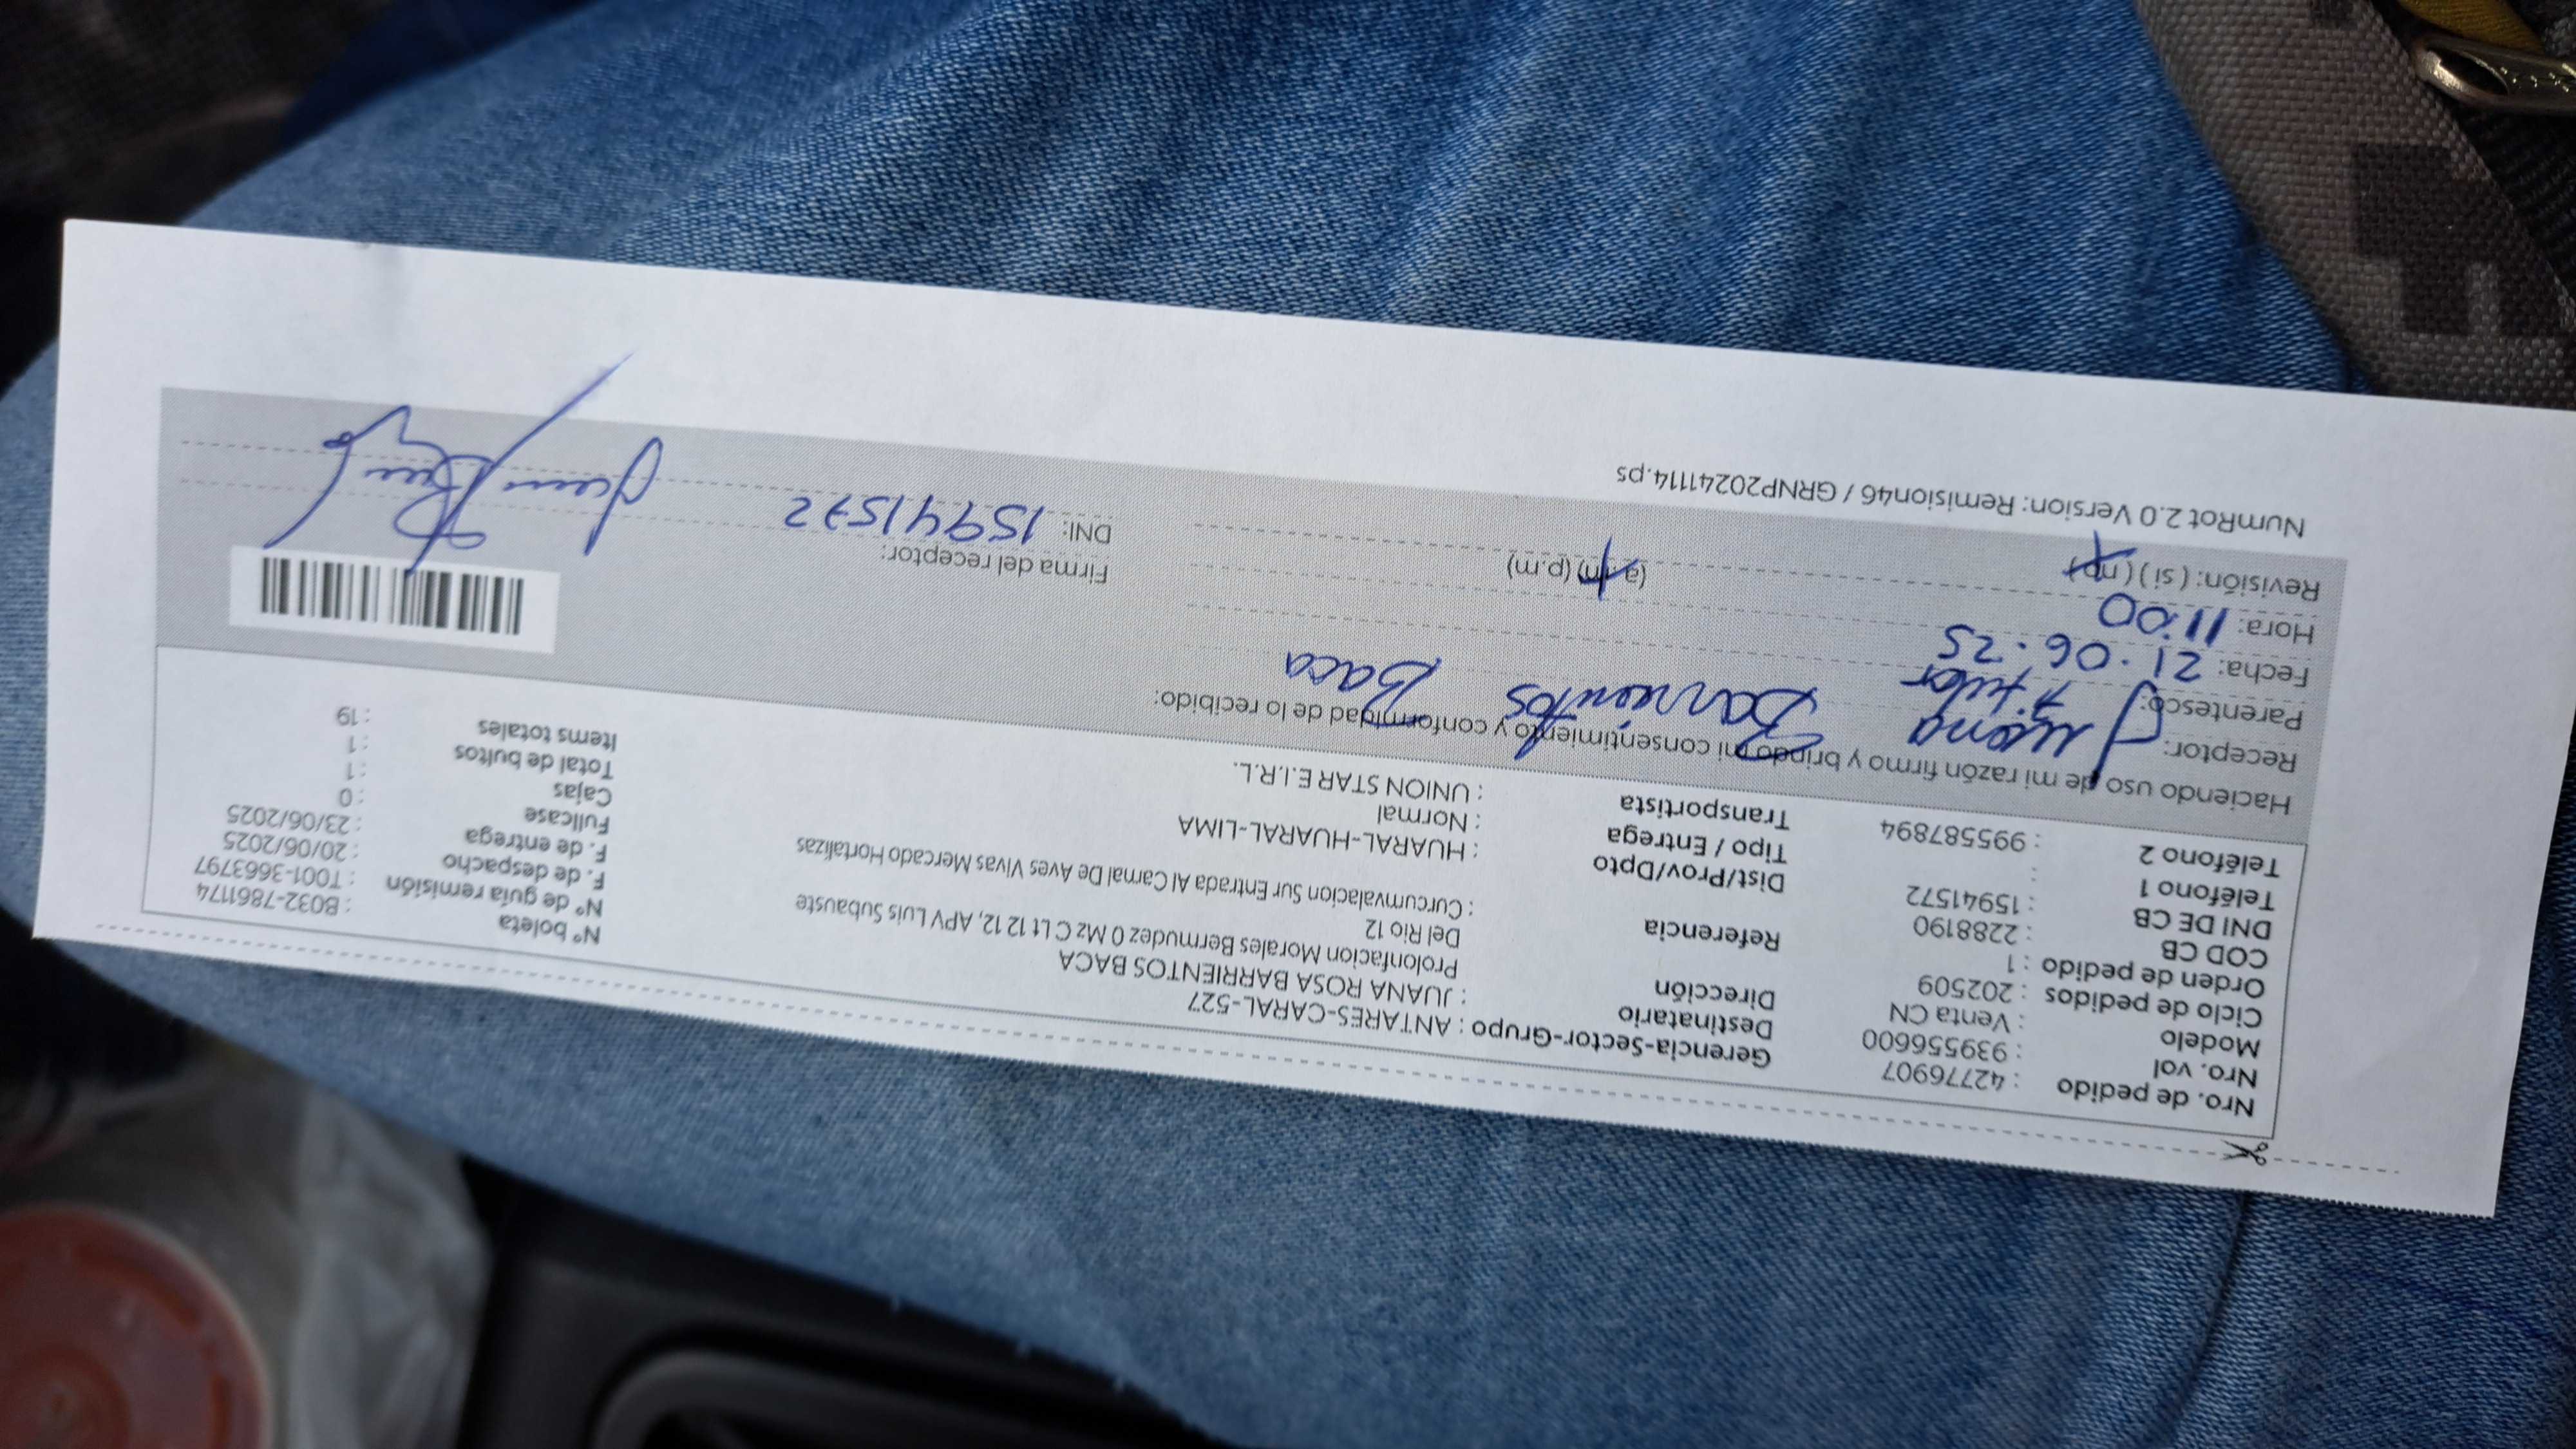 Nro. de pedido : 42776907
Nro. vol : 939556600
Modelo : Venta CN
Ciclo de pedidos : 202509
Orden de pedido : 1
COD CB : 2288190
DNI DE CB : 15941572
Teléfono 1 :
Teléfono 2 : 995587894
Gerencia-Sector-Grupo : ANTARES-CARAL-527
Destinatario : JUANA ROSA BARRIENTOS BACA
Dirección Prolonfacion Morales Bermudez 0 Mz C Lt 12 12, APV Luis Subauste
Del Rio 12
Referencia : Curcumvalacion Sur Entrada Al Camal De Aves Vivas Mercado Hortalizas
Dist/Prov/Dpto : HUARAL-HUARAL-LIMA
Tipo / Entrega : Normal
Transportista : UNION STAR E.I.R.L.
N° boleta : B032-7861174
N° de guía remisión : T001-3663797
F. de despacho : 20/06/2025
F. de entrega : 23/06/2025
Fullcase : 0
Cajas : 1
Total de bultos : 1
Items totales : 19
Haciendo uso de mi razón firmo y brindo mi consentimiento y conformidad de lo recibido:
Receptor: Juana Barrientos Baca
Parentesco: Titular
Fecha: 21.06.25
Hora: 11:00 (a.m) (p.m)
Revisión: ( si ) ( no )
Firma del receptor:
DNI: 15941572
NumRot 2.0 Version: Remision46 / GRNP20241114.ps